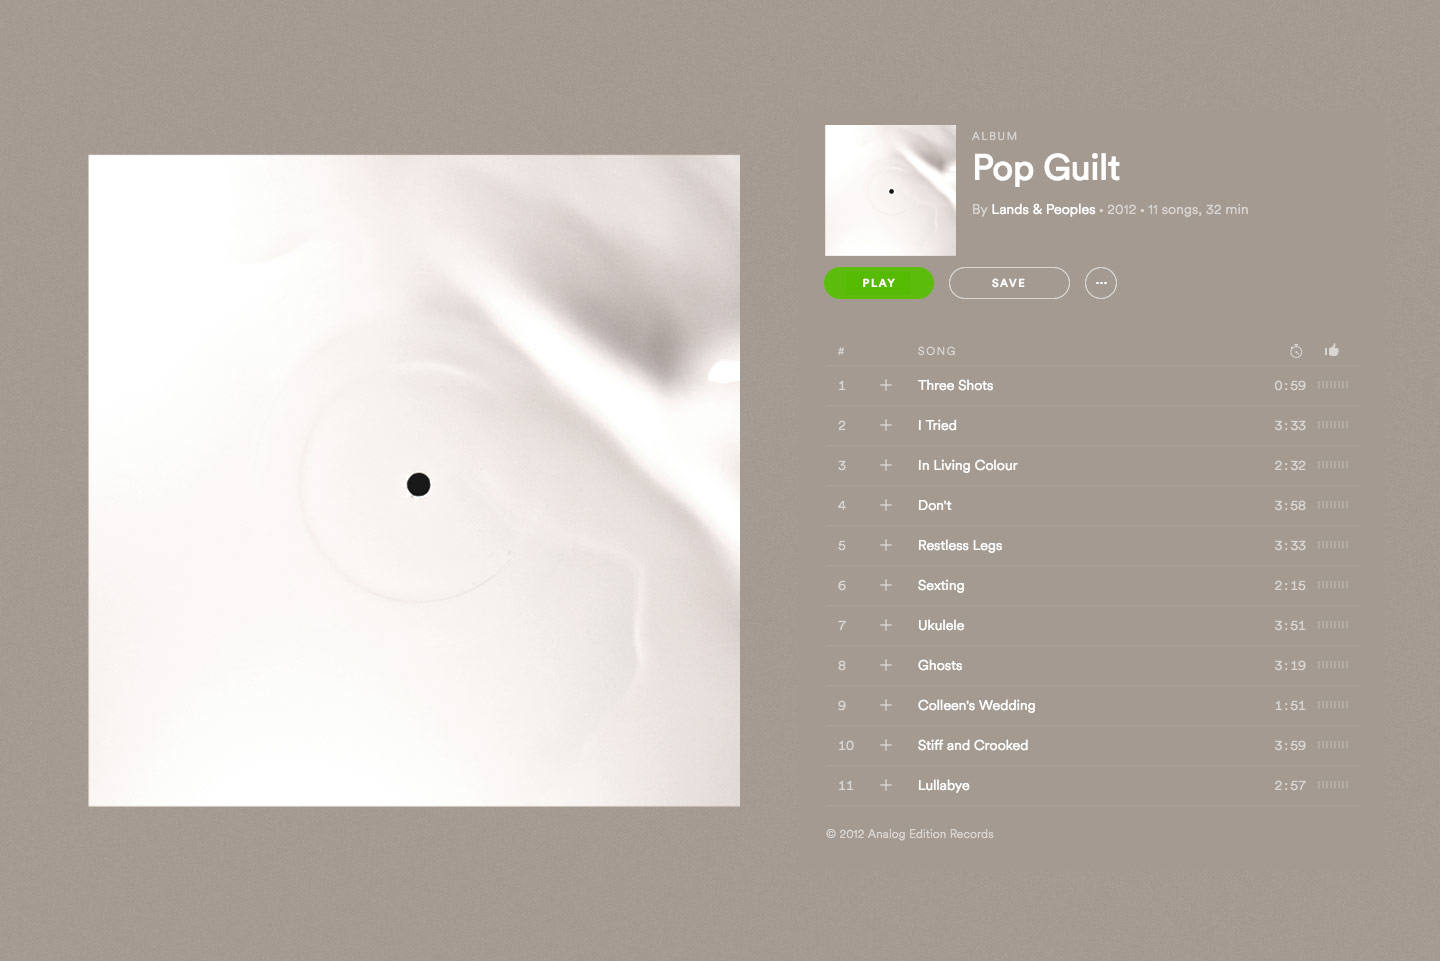 ALBUM
Pop Guilt
By Lands & Peoples • 2012 • 11 songs, 32 min
PLAY SAVE
# SONG
1 + Three Shots 0:59
2 + I Tried 3:33
3 + In Living Colour 2:32
4 + Don't 3:58
5 + Restless Legs 3:33
6 + Sexting 2:15
7 + Ukulele 3:51
8 + Ghosts 3:19
9 + Colleen's Wedding 1:51
10 + Stiff and Crooked 3:59
11 + Lullabye 2:57
© 2012 Analog Edition Records